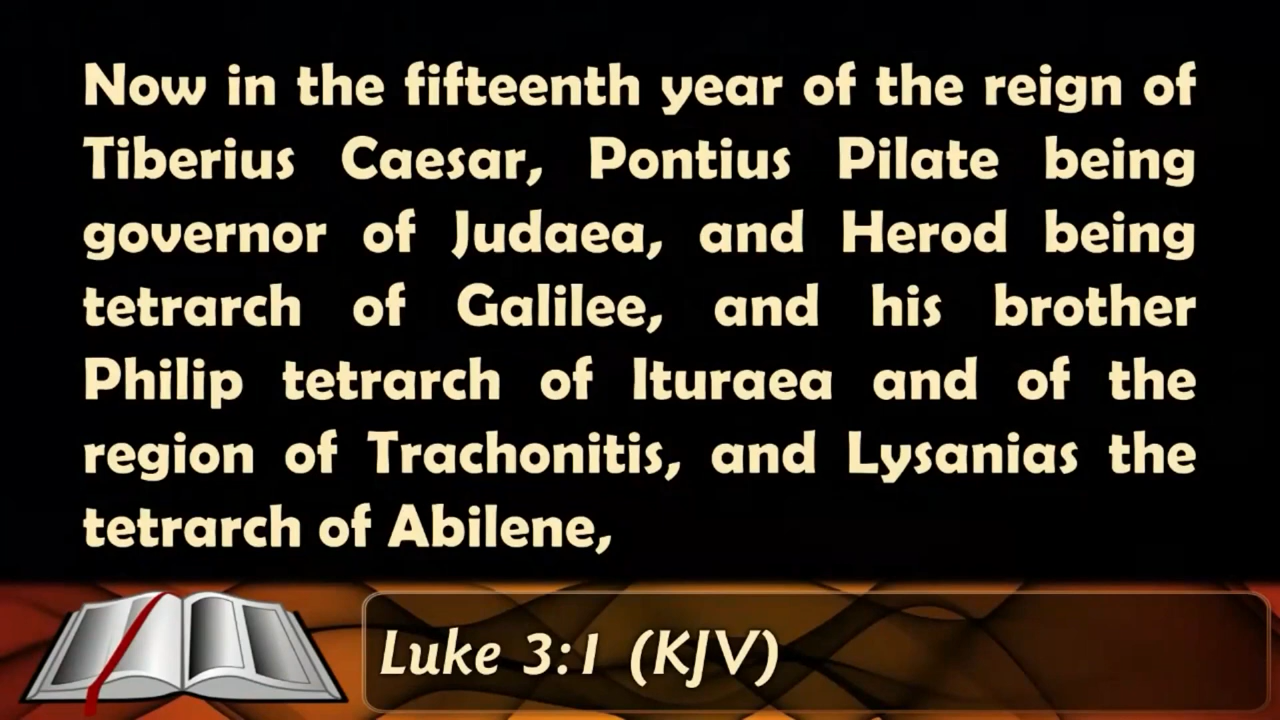 Now in the fifteenth year of the reign of
Tiberius Caesar, Pontius Pilate being
governor of Judaea, and Herod being
tetrarch of Galilee, and his brother
Philip tetrarch of Ituraea and of the
region of Trachonitis, and Lysanias the
tetrarch of Abilene,
Luke 3:1 (KJV)